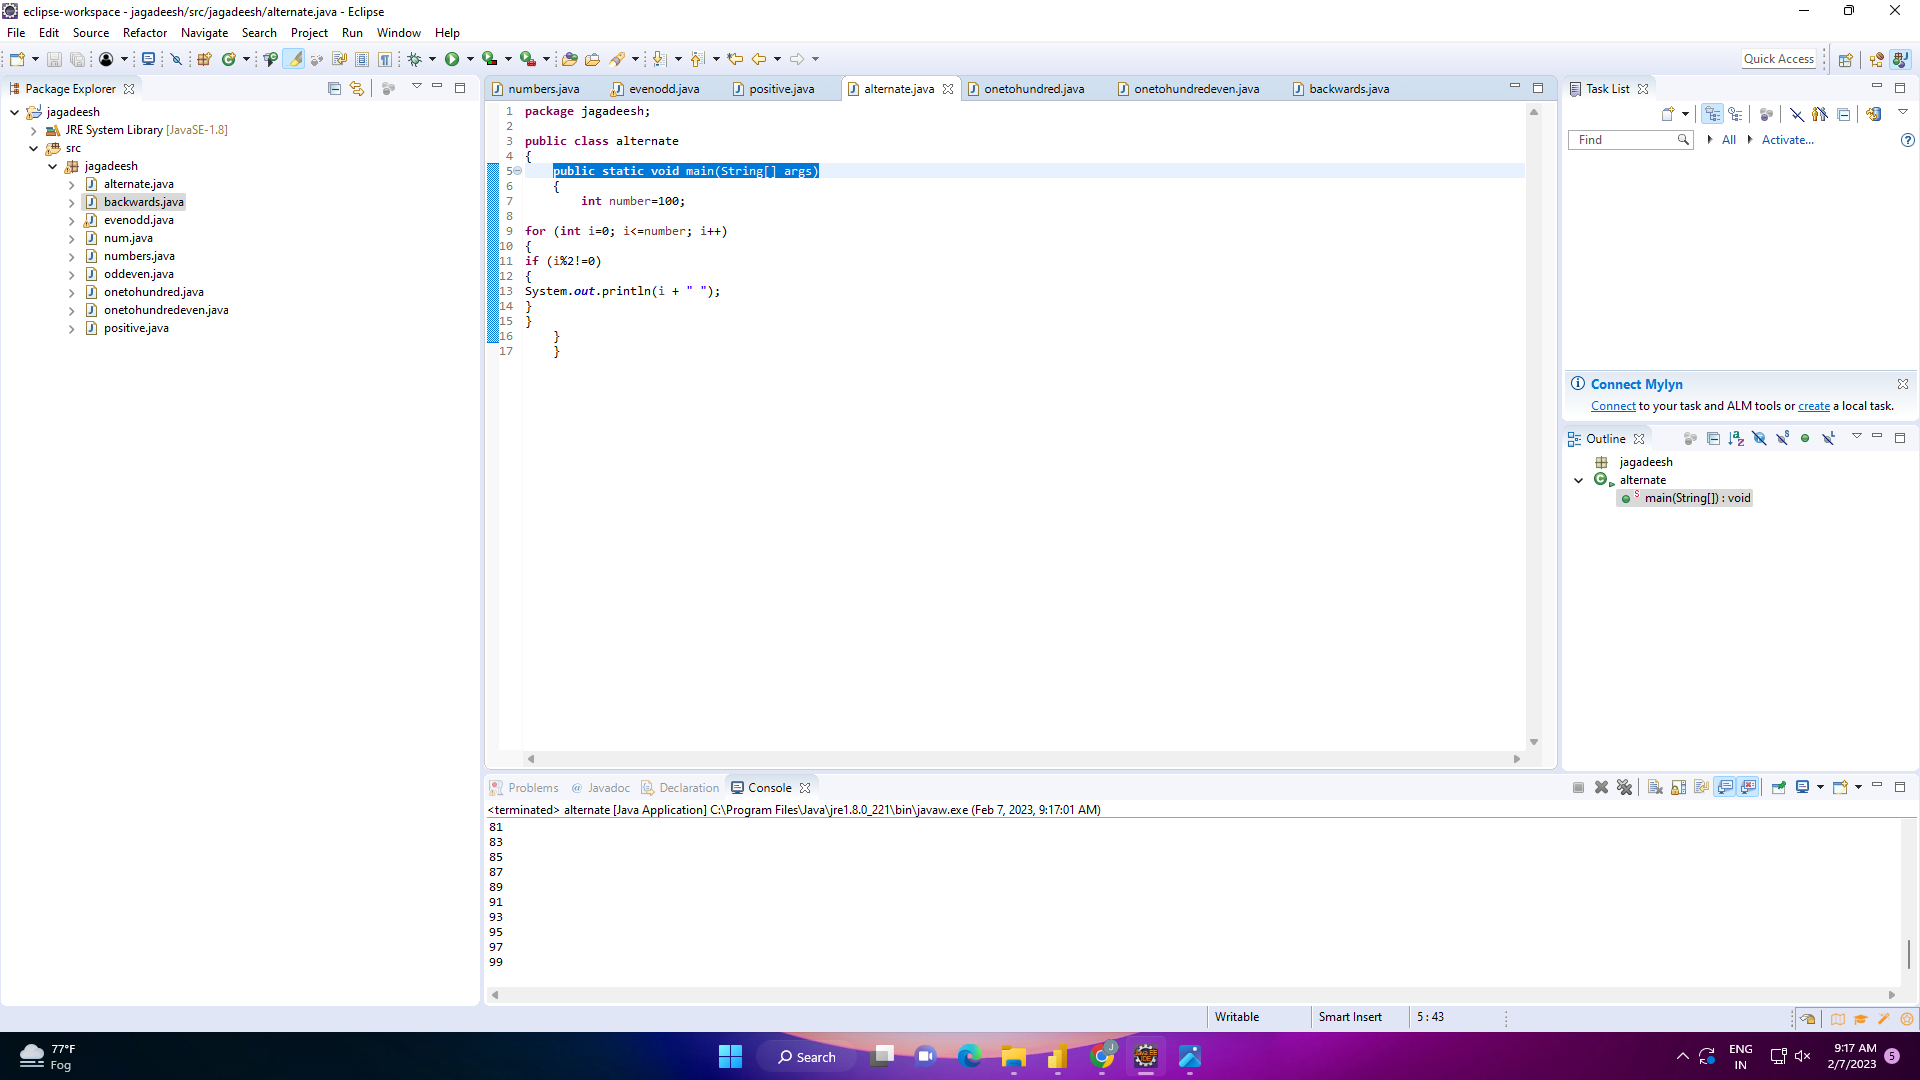 eclipse-workspace - jagadeesh/src/jagadeesh/alternate.java - Eclipse
File Edit Source Refactor Navigate Search Project Run Window Help
Quick Access
Package Explorer
jagadeesh
JRE System Library [JavaSE-1.8]
src
jagadeesh
alternate.java
backwards.java
evenodd.java
num.java
numbers.java
oddeven.java
onetohundred.java
onetohundredeven.java
positive.java
numbers.java evenodd.java positive.java alternate.java onetohundred.java onetohundredeven.java backwards.java
1 package jagadeesh;
2
3 public class alternate
4 {
5 public static void main(String[] args)
6 {
7 int number=100;
8
9 for (int i=0; i<=number; i++)
10 {
11 if (i%2!=0)
12 {
13 System.out.println(i + " ");
14 }
15 }
16 }
17 }
Task List
Find All Activate...
Connect Mylyn
Connect to your task and ALM tools or create a local task.
Outline
jagadeesh
alternate
main(String[]) : void
Problems @ Javadoc Declaration Console
<terminated> alternate [Java Application] C:\Program Files\Java\jre1.8.0_221\bin\javaw.exe (Feb 7, 2023, 9:17:01 AM)
81
83
85
87
89
91
93
95
97
99
Writable Smart Insert 5 : 43
77°F
Fog
Search
ENG
IN
9:17 AM
2/7/2023
5